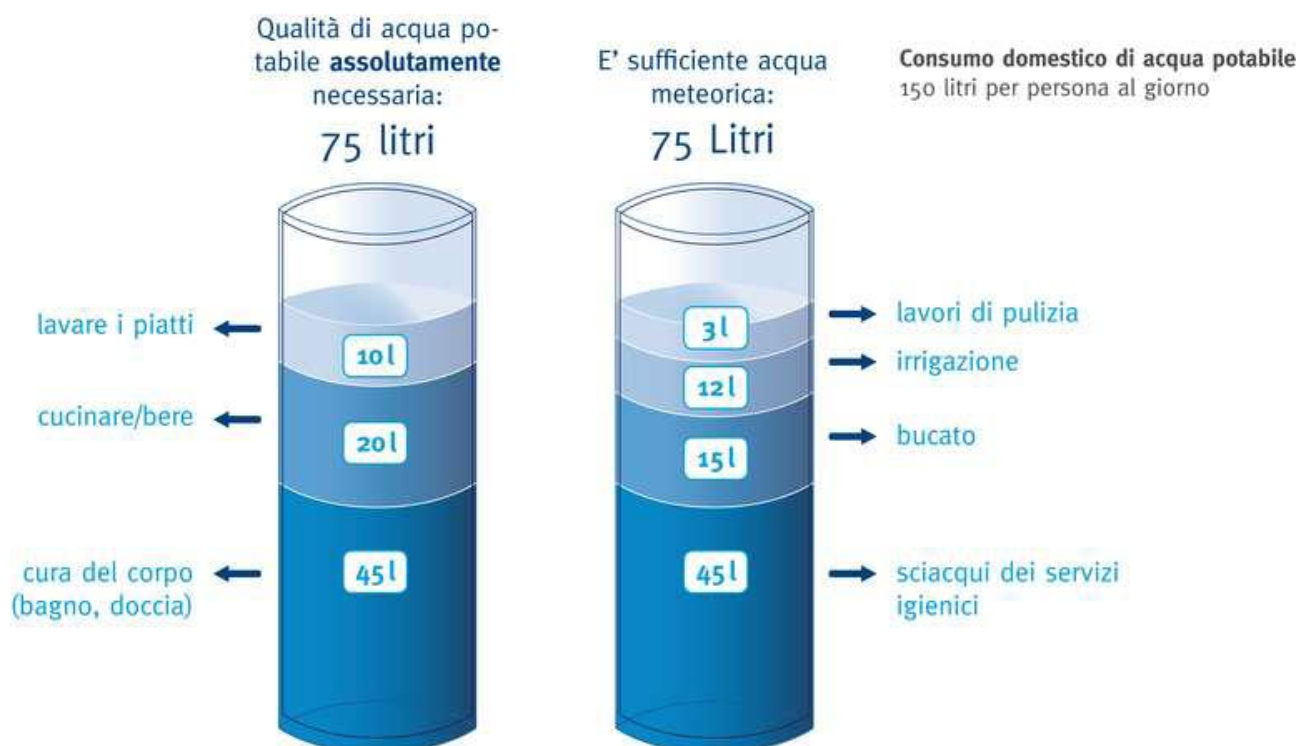 Qualità di acqua po-
tabile assolutamente
necessaria:
75 litri
E' sufficiente acqua
meteorica:
75 Litri
Consumo domestico di acqua potabile
150 litri per persona al giorno
lavare i piatti
10 l
cucinare/bere
20 l
cura del corpo
(bagno, doccia)
45 l
3 l
lavori di pulizia
12 l
irrigazione
15 l
bucato
45 l
sciacqui dei servizi
igienici